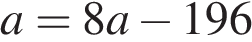 a = 8a − 196